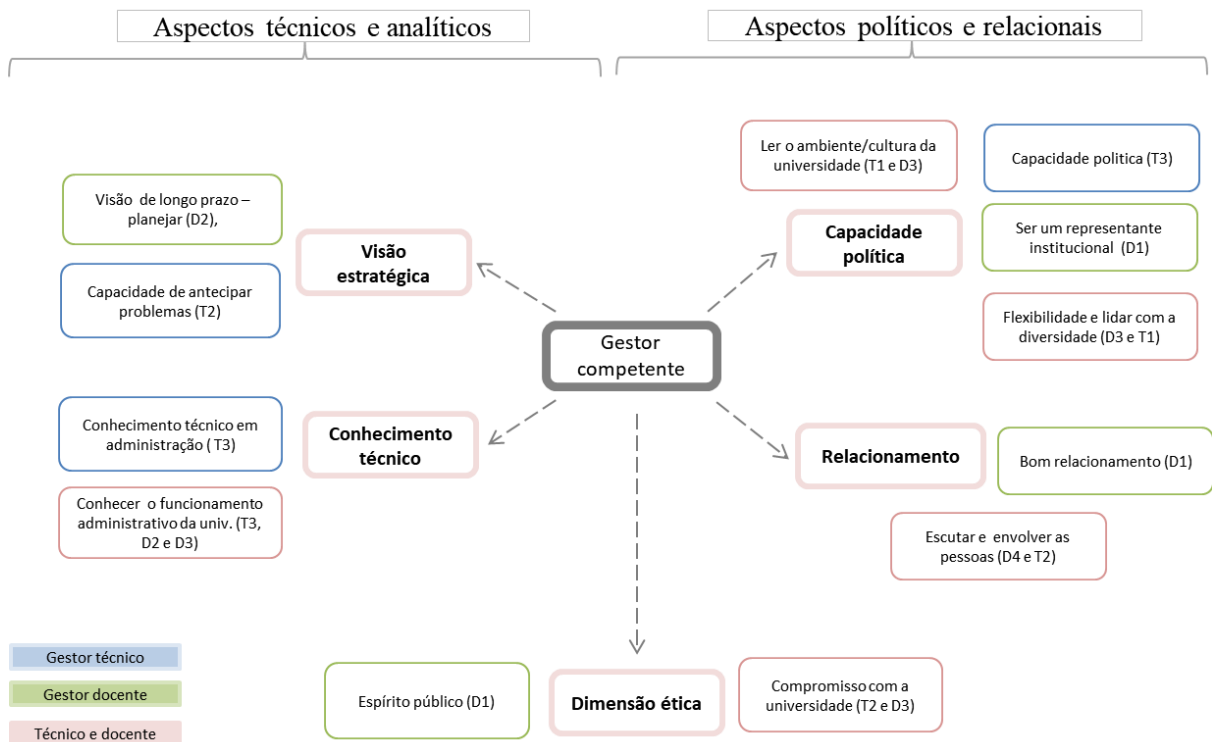 Aspectos técnicos e analíticos
Aspectos políticos e relacionais
Ler o ambiente/cultura da
universidade (T1 e D3)
Capacidade politica (T3)
Visão de longo prazo –
planejar (D2),
Visão
estratégica
Capacidade
política
Ser um representante
institucional (D1)
Capacidade de antecipar
problemas (T2)
Flexibilidade e lidar com a
diversidade (D3 e T1)
Gestor
competente
Conhecimento técnico em
administração ( T3)
Conhecimento
técnico
Relacionamento
Bom relacionamento (D1)
Conhecer o funcionamento
administrativo da univ. (T3,
D2 e D3)
Escutar e envolver as
pessoas (D4 e T2)
Gestor técnico
Gestor docente
Técnico e docente
Espírito público (D1)
Dimensão ética
Compromisso com a
universidade (T2 e D3)